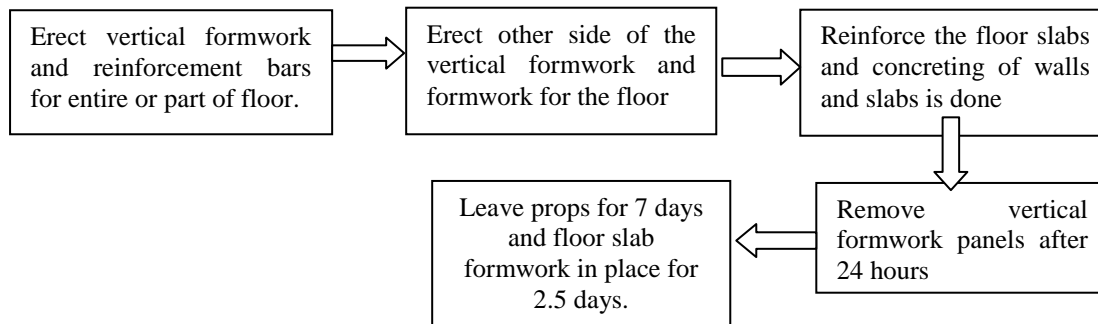 Erect vertical formwork
and reinforcement bars
for entire or part of floor.
Erect other side of the
vertical formwork and
formwork for the floor
Reinforce the floor slabs
and concreting of walls
and slabs is done
Remove vertical
formwork panels after
24 hours
Leave props for 7 days
and floor slab
formwork in place for
2.5 days.